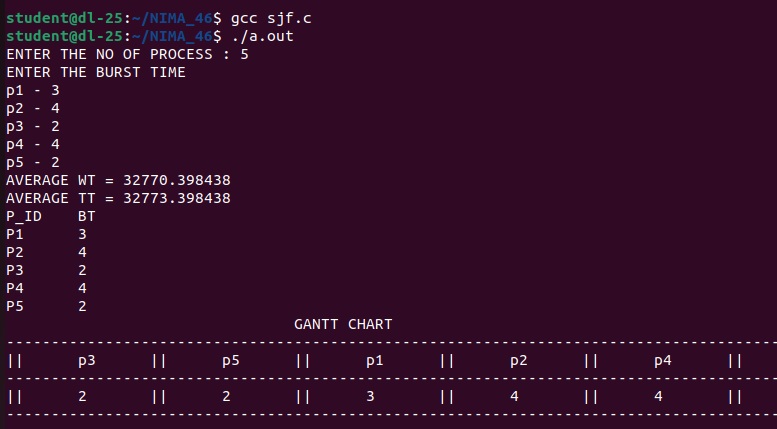 student@dl-25:~/NIMA_46$ gcc sjf.c
student@dl-25:~/NIMA_46$ ./a.out
ENTER THE NO OF PROCESS : 5
ENTER THE BURST TIME
p1 - 3
p2 - 4
p3 - 2
p4 - 4
p5 - 2
AVERAGE WT = 32770.398438
AVERAGE TT = 32773.398438
P_ID    BT
P1      3
P2      4
P3      2
P4      4
P5      2
                                GANTT CHART
--------------------------------------------------------------------------------------
||      p3      ||      p5      ||      p1      ||      p2      ||      p4      ||
--------------------------------------------------------------------------------------
||      2       ||      2       ||      3       ||      4       ||      4       ||
--------------------------------------------------------------------------------------